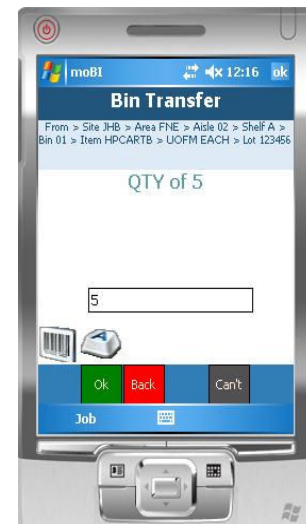 moBI 12:16 ok
Bin Transfer
From > Site JHB > Area FNE > Aisle 02 > Shelf A >
Bin 01 > Item HPCARTB > UOFM EACH > Lot 123456
QTY of 5
5
A
Ok Back Can't
Job